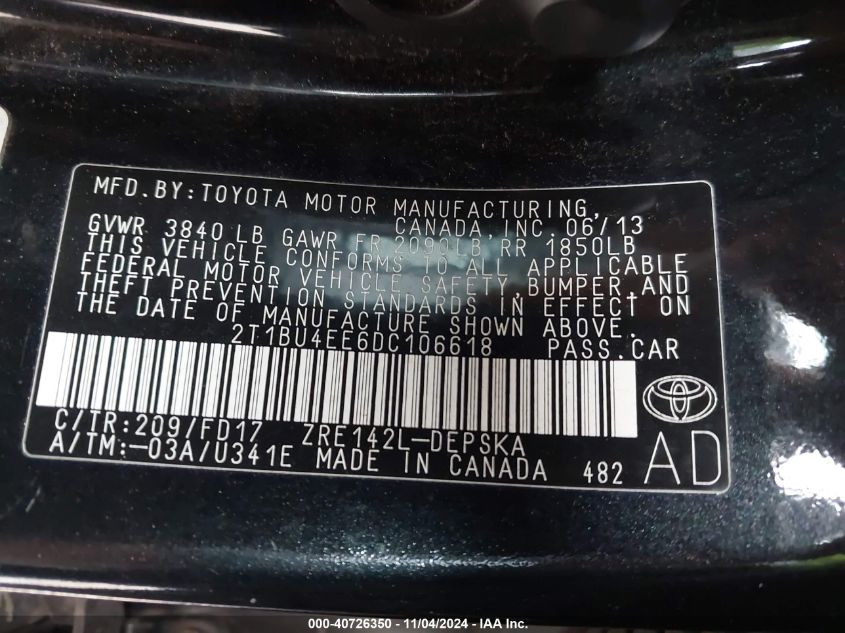 MFD.BY:TOYOTA MOTOR MANUFACTURING,
CANADA,INC. 06/13
GVWR 3840 LB GAWR FR 2090LB,RR 1850LB
THIS VEHICLE CONFORMS TO ALL APPLICABLE
FEDERAL MOTOR VEHICLE SAFETY,BUMPER,AND
THEFT PREVENTION STANDARDS IN EFFECT ON
THE DATE OF MANUFACTURE SHOWN ABOVE.
2T1BU4EE6DC106618 PASS.CAR
C/TR:209/FD17 ZRE142L-DEPSKA
A/TM:-03A/U341E MADE IN CANADA 482
AD
000-40726350 - 11/04/2024 - IAA Inc.